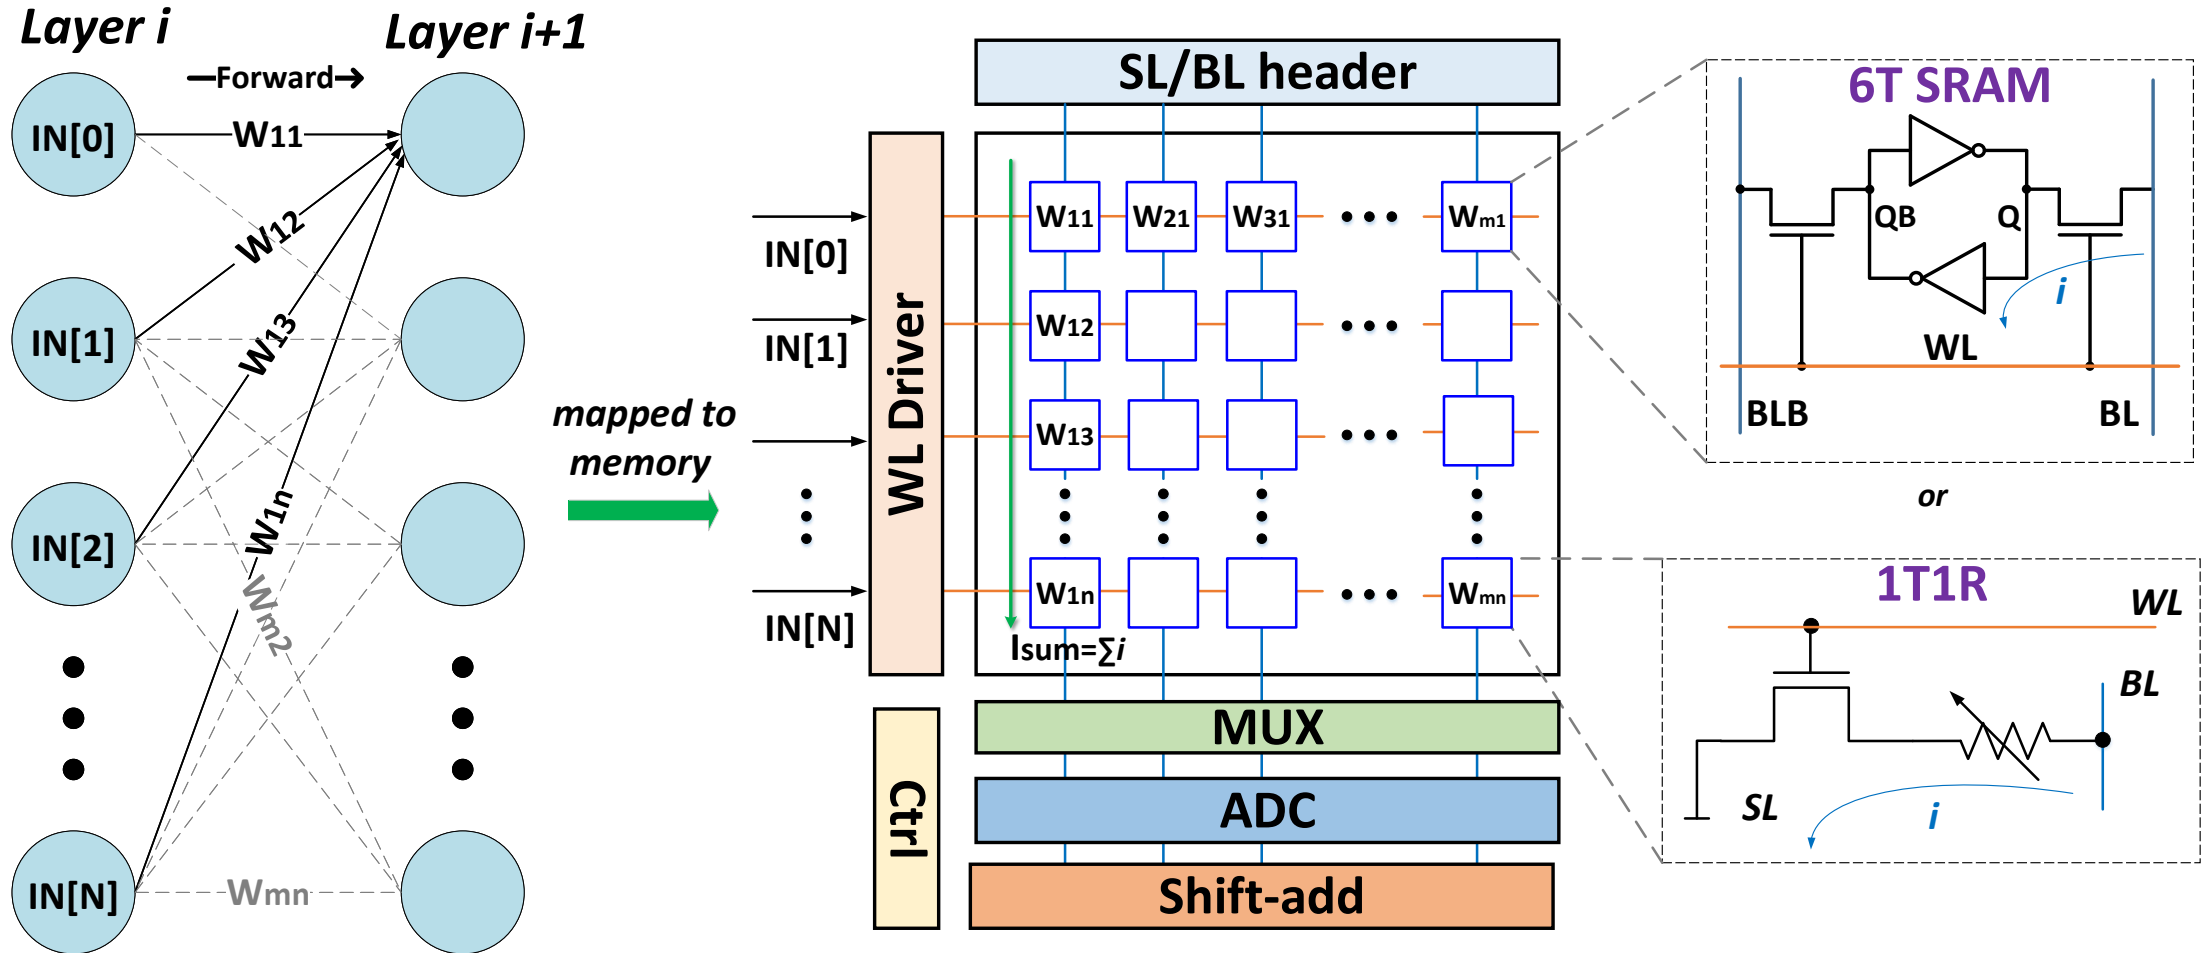 Layer i
Layer i+1
Forward
IN[0]
IN[1]
IN[2]
IN[N]
W11
W12
W13
W1n
Wm2
Wmn
mapped to
memory
SL/BL header
WL Driver
IN[0]
IN[1]
IN[N]
W11 W21 W31 Wm1
W12
W13
W1n Wmn
Isum=∑i
MUX
ADC
Shift-add
Ctrl
6T SRAM
QB Q
i
WL
BLB BL
or
1T1R
WL
BL
SL
i